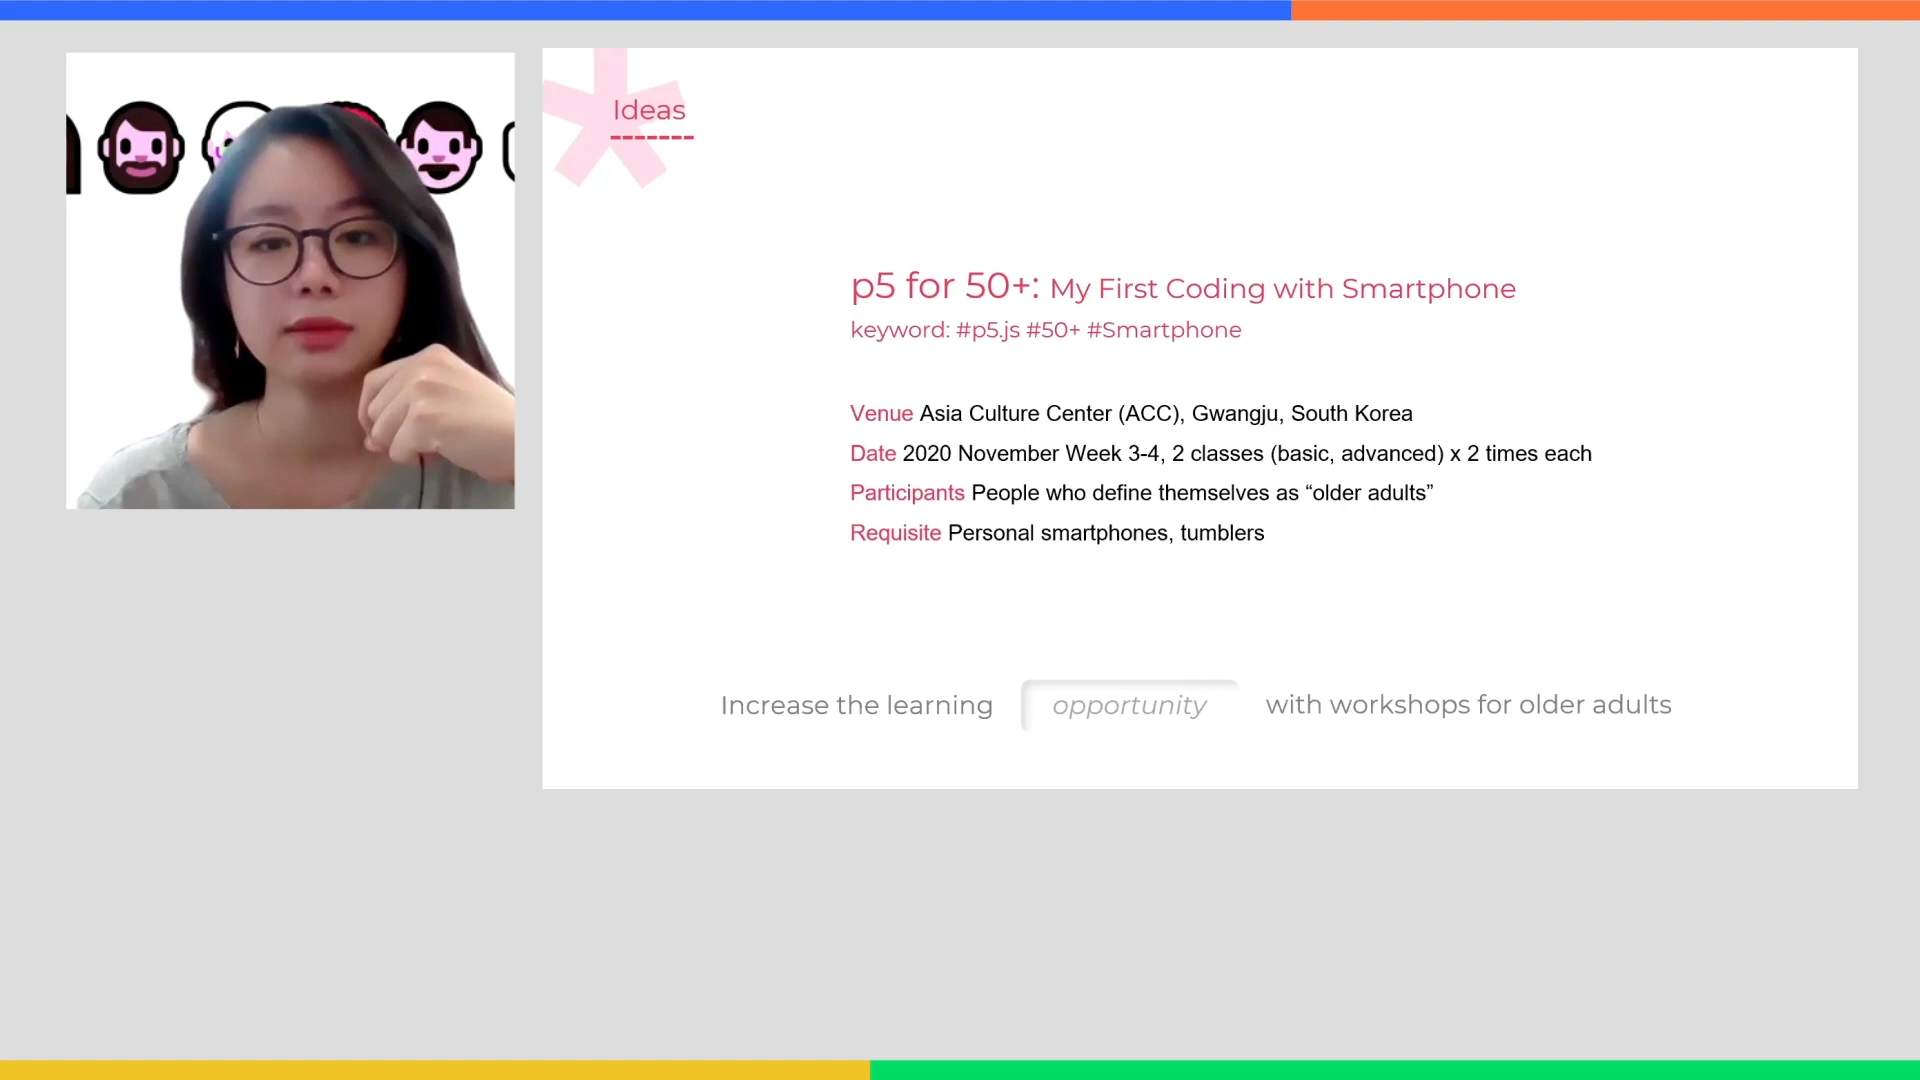 Ideas
p5 for 50+: My First Coding with Smartphone
keyword: #p5.js #50+ #Smartphone
Venue Asia Culture Center (ACC), Gwangju, South Korea
Date 2020 November Week 3-4, 2 classes (basic, advanced) x 2 times each
Participants People who define themselves as “older adults”
Requisite Personal smartphones, tumblers
Increase the learning opportunity with workshops for older adults